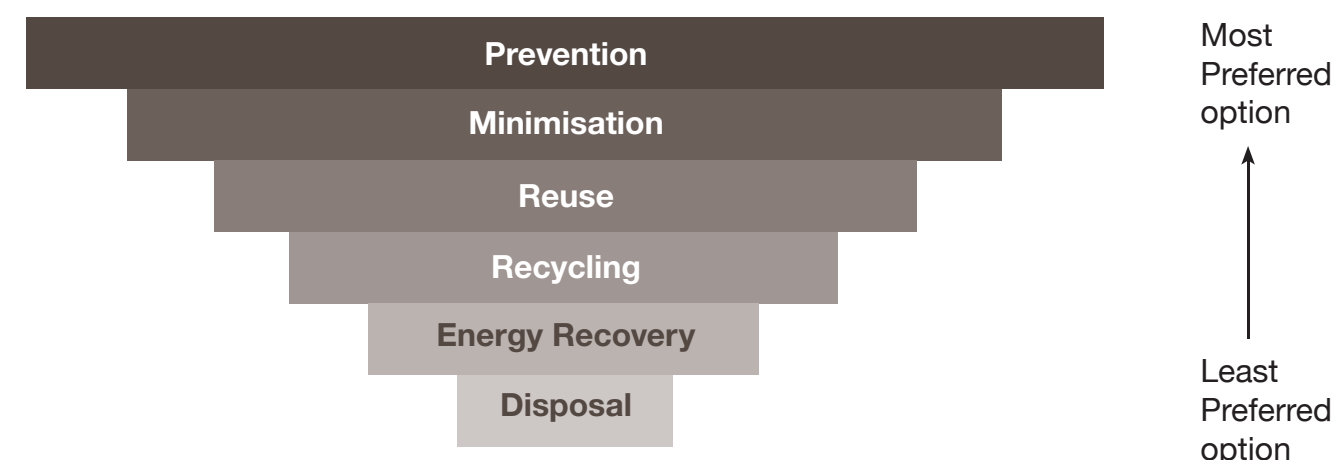 Prevention
Minimisation
Reuse
Recycling
Energy Recovery
Disposal
Most
Preferred
option
Least
Preferred
option